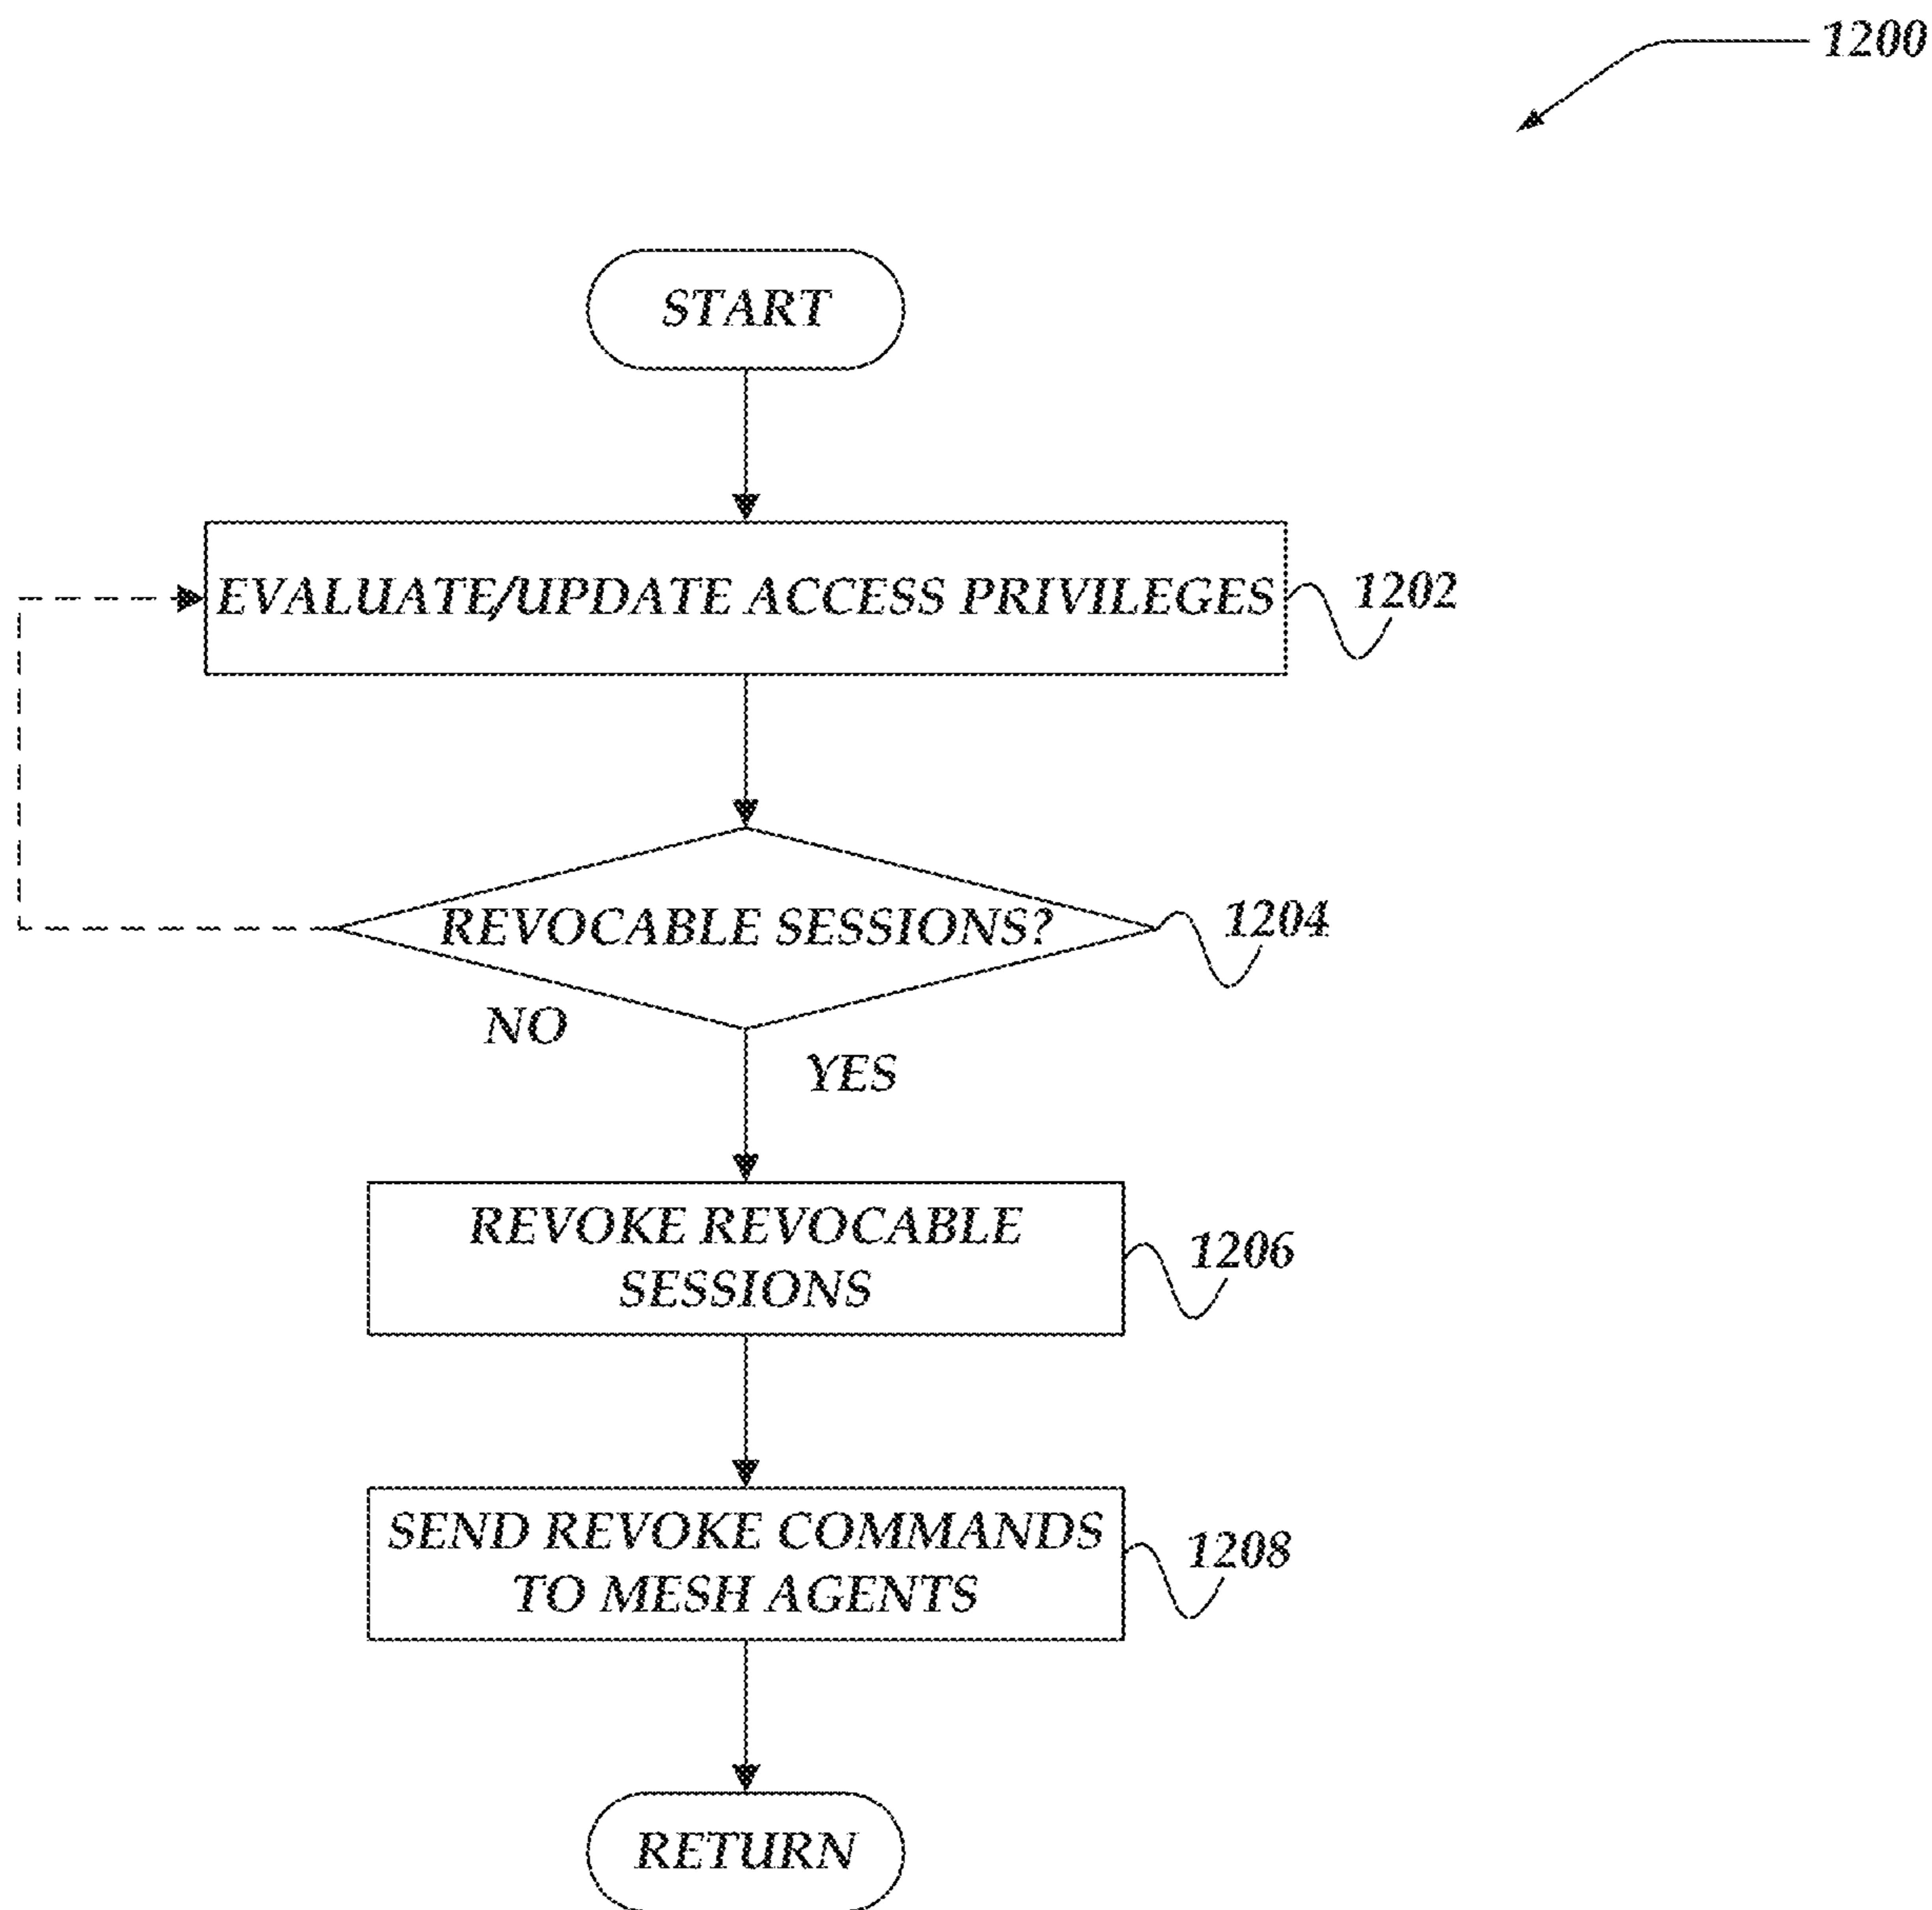 1200
START
EVALUATE/UPDATE ACCESS PRIVILEGES
1202
REVOCABLE SESSIONS?
1204
NO
YES
REVOKE REVOCABLE
SESSIONS
1206
SEND REVOKE COMMANDS
TO MESH AGENTS
1208
RETURN